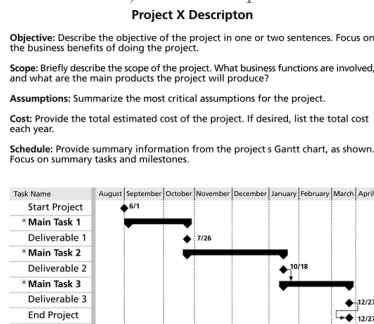 Project X Descripton
Objective: Describe the objective of the project in one or two sentences. Focus on
the business benefits of doing the project.
Scope: Briefly describe the scope of the project. What business functions are involved,
and what are the main products the project will produce?
Assumptions: Summarize the most critical assumptions for the project.
Cost: Provide the total estimated cost of the project. If desired, list the total cost
each year.
Schedule: Provide summary information from the project s Gantt chart, as shown.
Focus on summary tasks and milestones.
Task Name August September October November December January February March April
Start Project 6/1
*Main Task 1
Deliverable 1 7/26
*Main Task 2
Deliverable 2 10/18
*Main Task 3
Deliverable 3 12/27
End Project 12/27